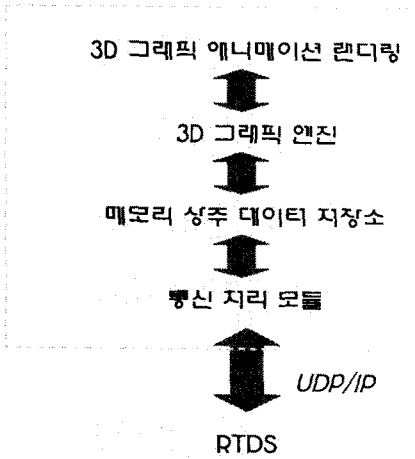 3D 그래픽 애니메이션 랜더링
3D 그래픽 엔진
메모리 상주 데이터 저장소
통신 처리 모듈
UDP/IP
RTDS